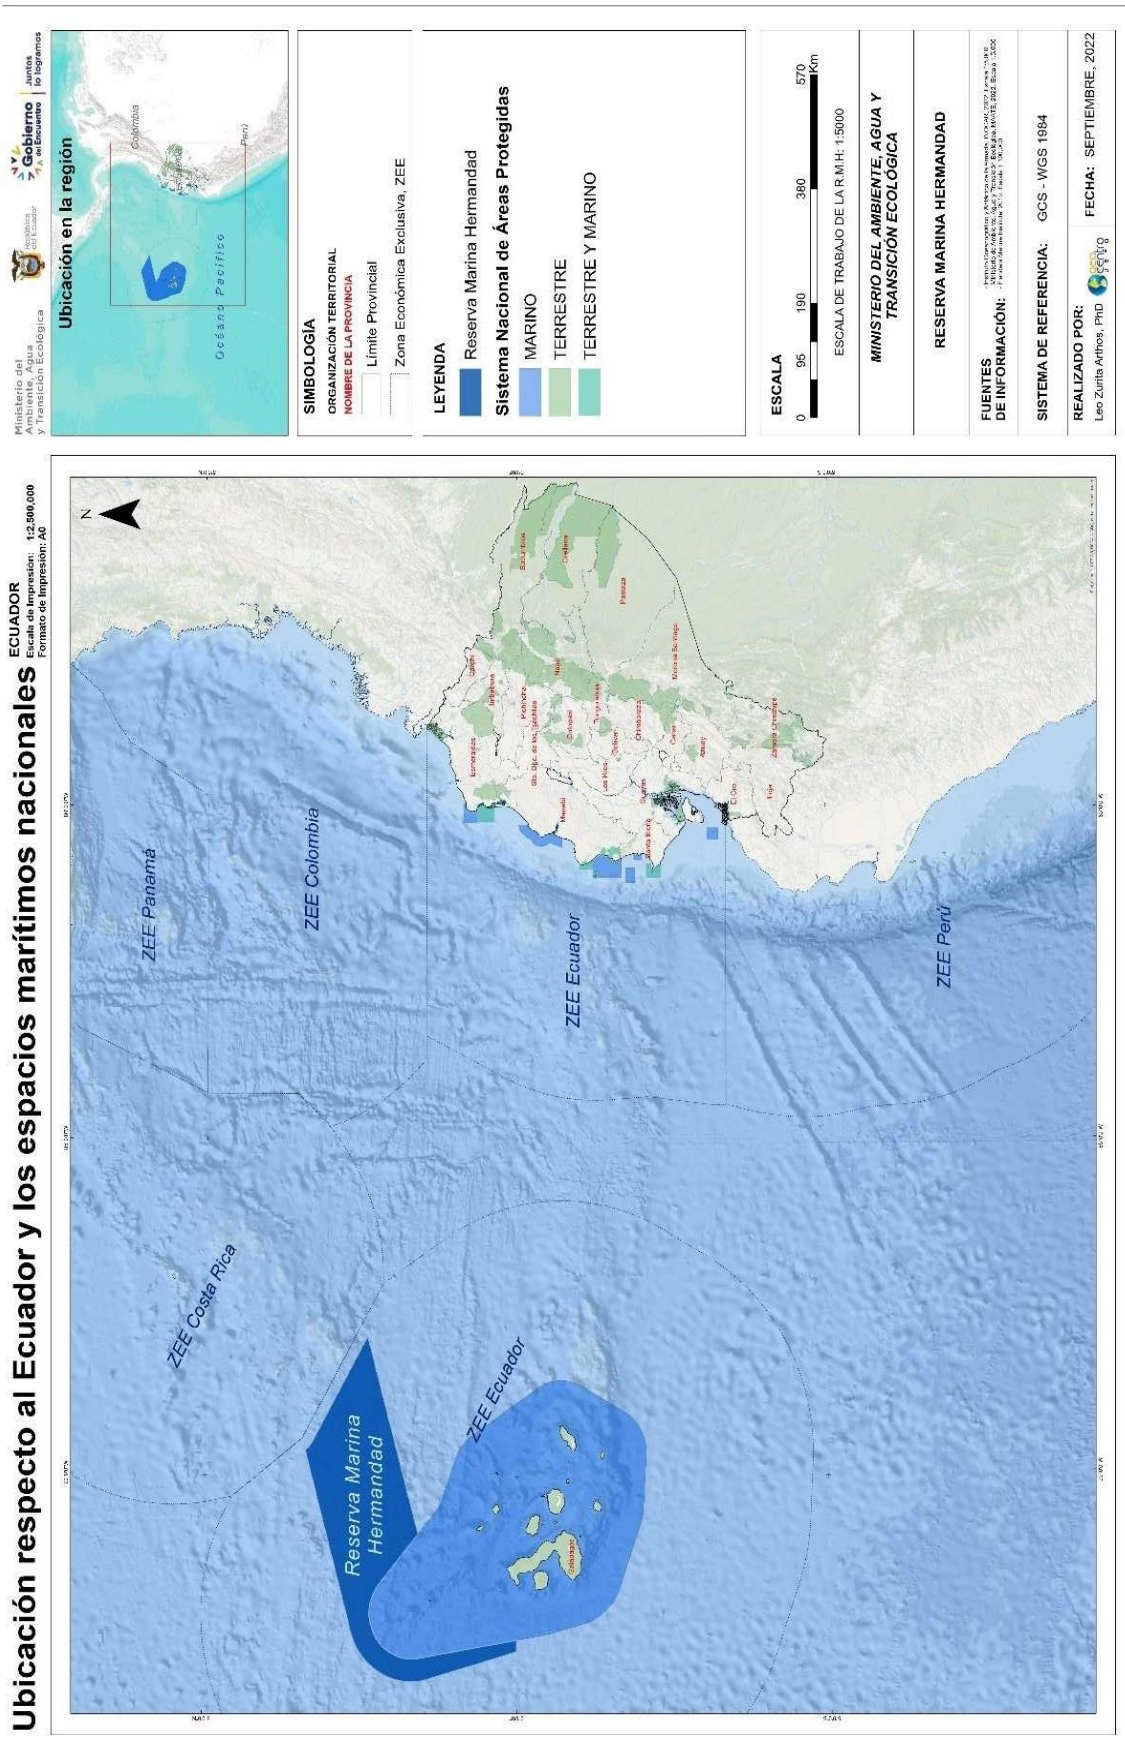 Ubicación respecto al Ecuador y los espacios marítimos nacionales
ECUADOR
Escala de Impresión: 1:2,500,000
Formato de Impresión: A0
N
ZEE Panamá
ZEE Colombia
ZEE Costa Rica
ZEE Ecuador
ZEE Ecuador
ZEE Perú
Reserva Marina
Hermandad
Galápagos
Esmeraldas
Carchi
Imbabura
Sucumbíos
Pichincha
Napo
Orellana
Manabí
Cotopaxi
Los Ríos
Pastaza
Chimborazo
Cañar
Azuay
El Oro
Loja
Zamora Chinchipe
Ministerio del
Ambiente, Agua
y Transición Ecológica
República
del Ecuador
Gobierno
del Encuentro
Juntos
lo logramos
Ubicación en la región
Colombia
Perú
Océano Pacífico
SIMBOLOGÍA
ORGANIZACIÓN TERRITORIAL
NOMBRE DE LA PROVINCIA
Límite Provincial
Zona Económica Exclusiva, ZEE
LEYENDA
Reserva Marina Hermandad
Sistema Nacional de Áreas Protegidas
MARINO
TERRESTRE
TERRESTRE Y MARINO
ESCALA
0 95 190 380 570
Km
ESCALA DE TRABAJO DE LA R.M.H: 1:5000
MINISTERIO DEL AMBIENTE, AGUA Y
TRANSICIÓN ECOLÓGICA
RESERVA MARINA HERMANDAD
FUENTES
DE INFORMACIÓN:
SISTEMA DE REFERENCIA: GCS - WGS 1984
REALIZADO POR:
Leo Zurita Arthos, PhD
geo
centro
FECHA: SEPTIEMBRE, 2022